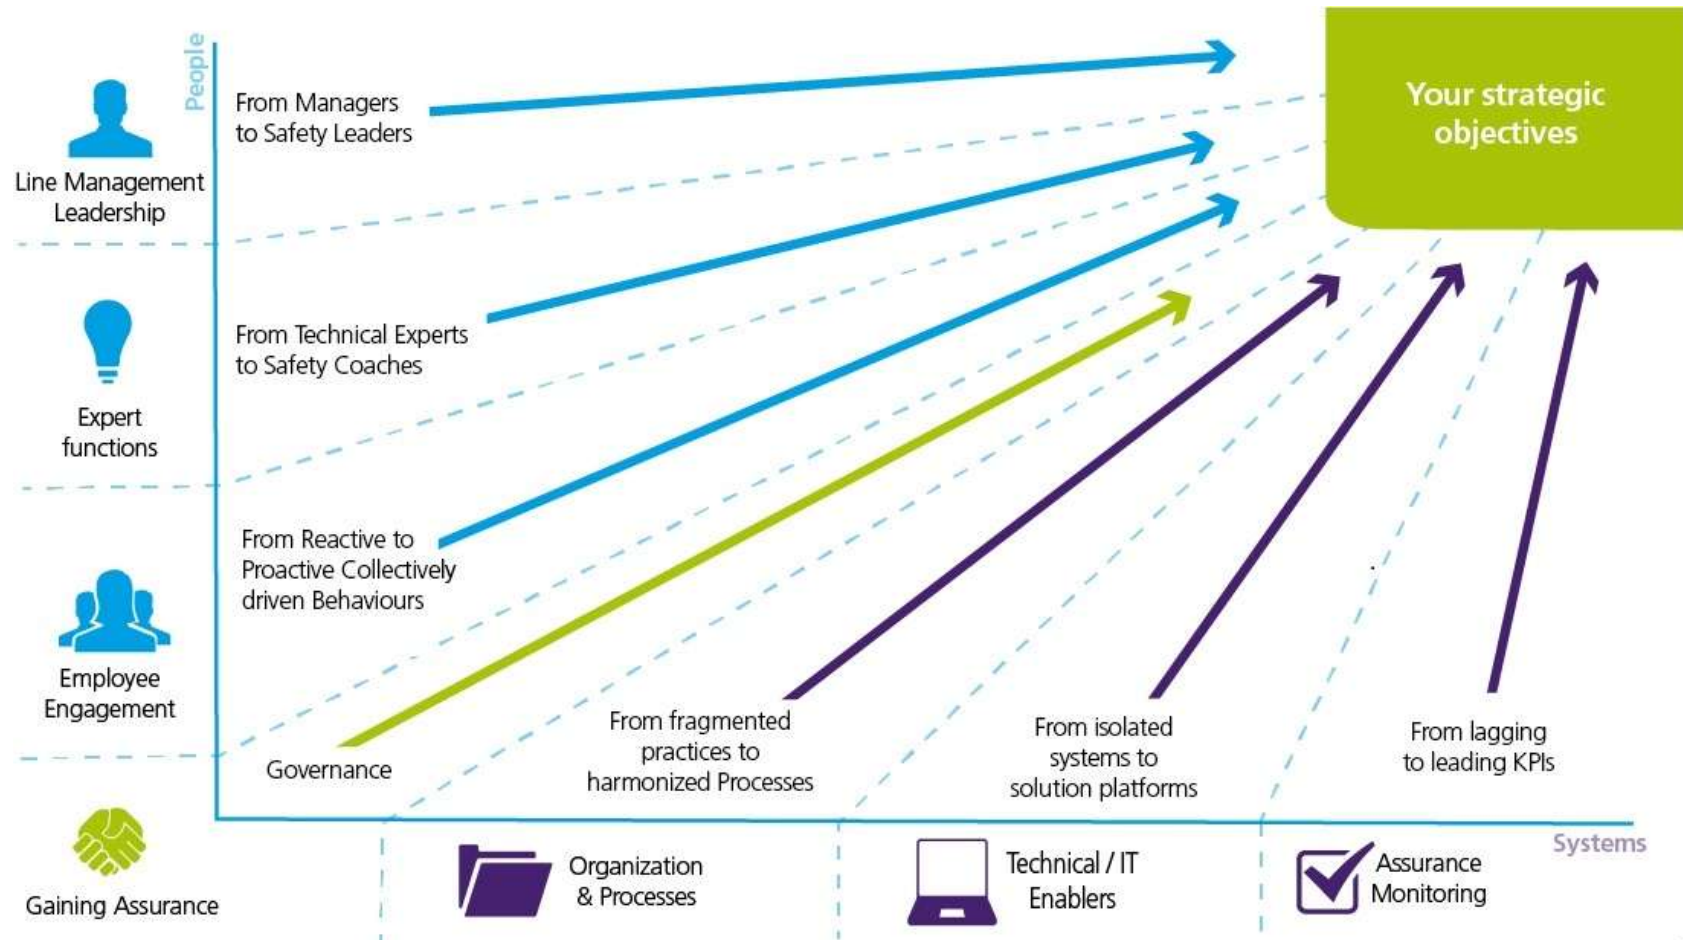 People
Your strategic
objectives
From Managers
to Safety Leaders
Line Management
Leadership
From Technical Experts
to Safety Coaches
Expert
functions
From Reactive to
Proactive Collectively
driven Behaviours
Employee
Engagement
Governance
From fragmented
practices to
harmonized Processes
From isolated
systems to
solution platforms
From lagging
to leading KPIs
Systems
Gaining Assurance
Organization
& Processes
Technical / IT
Enablers
Assurance
Monitoring